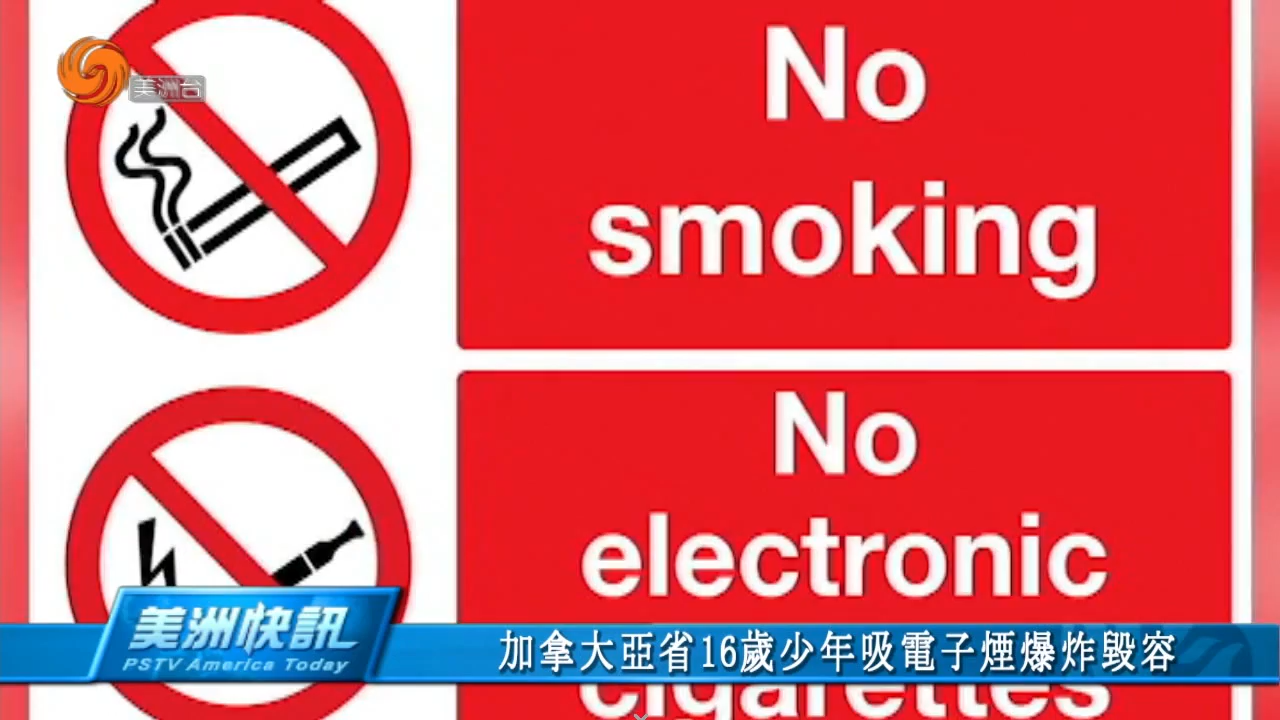 美洲台
No
smoking
No
electronic
cigarettes
美洲快訊
PSTV America Today
加拿大亞省16歲少年吸電子煙爆炸毀容